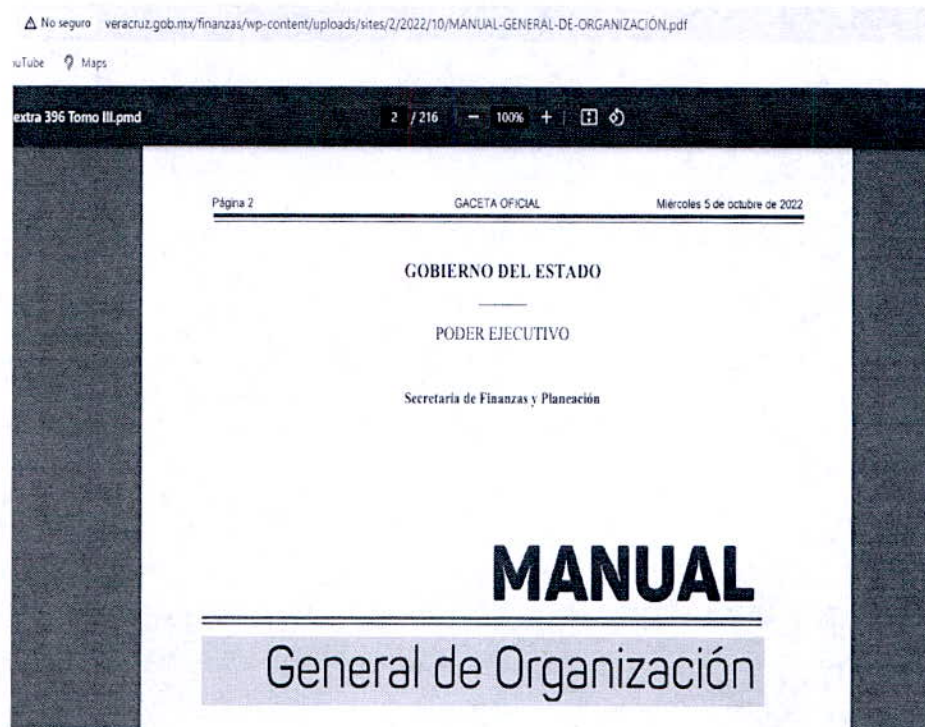 No seguro veracruz.gob.mx/finanzas/wp-content/uploads/sites/2/2022/10/MANUAL-GENERAL-DE-ORGANIZACIÓN.pdf
uTube Maps
extra 396 Tomo III.pmd 2 / 216 — 100% +
Página 2 GACETA OFICIAL Miércoles 5 de octubre de 2022
GOBIERNO DEL ESTADO
PODER EJECUTIVO
Secretaría de Finanzas y Planeación
MANUAL
General de Organización